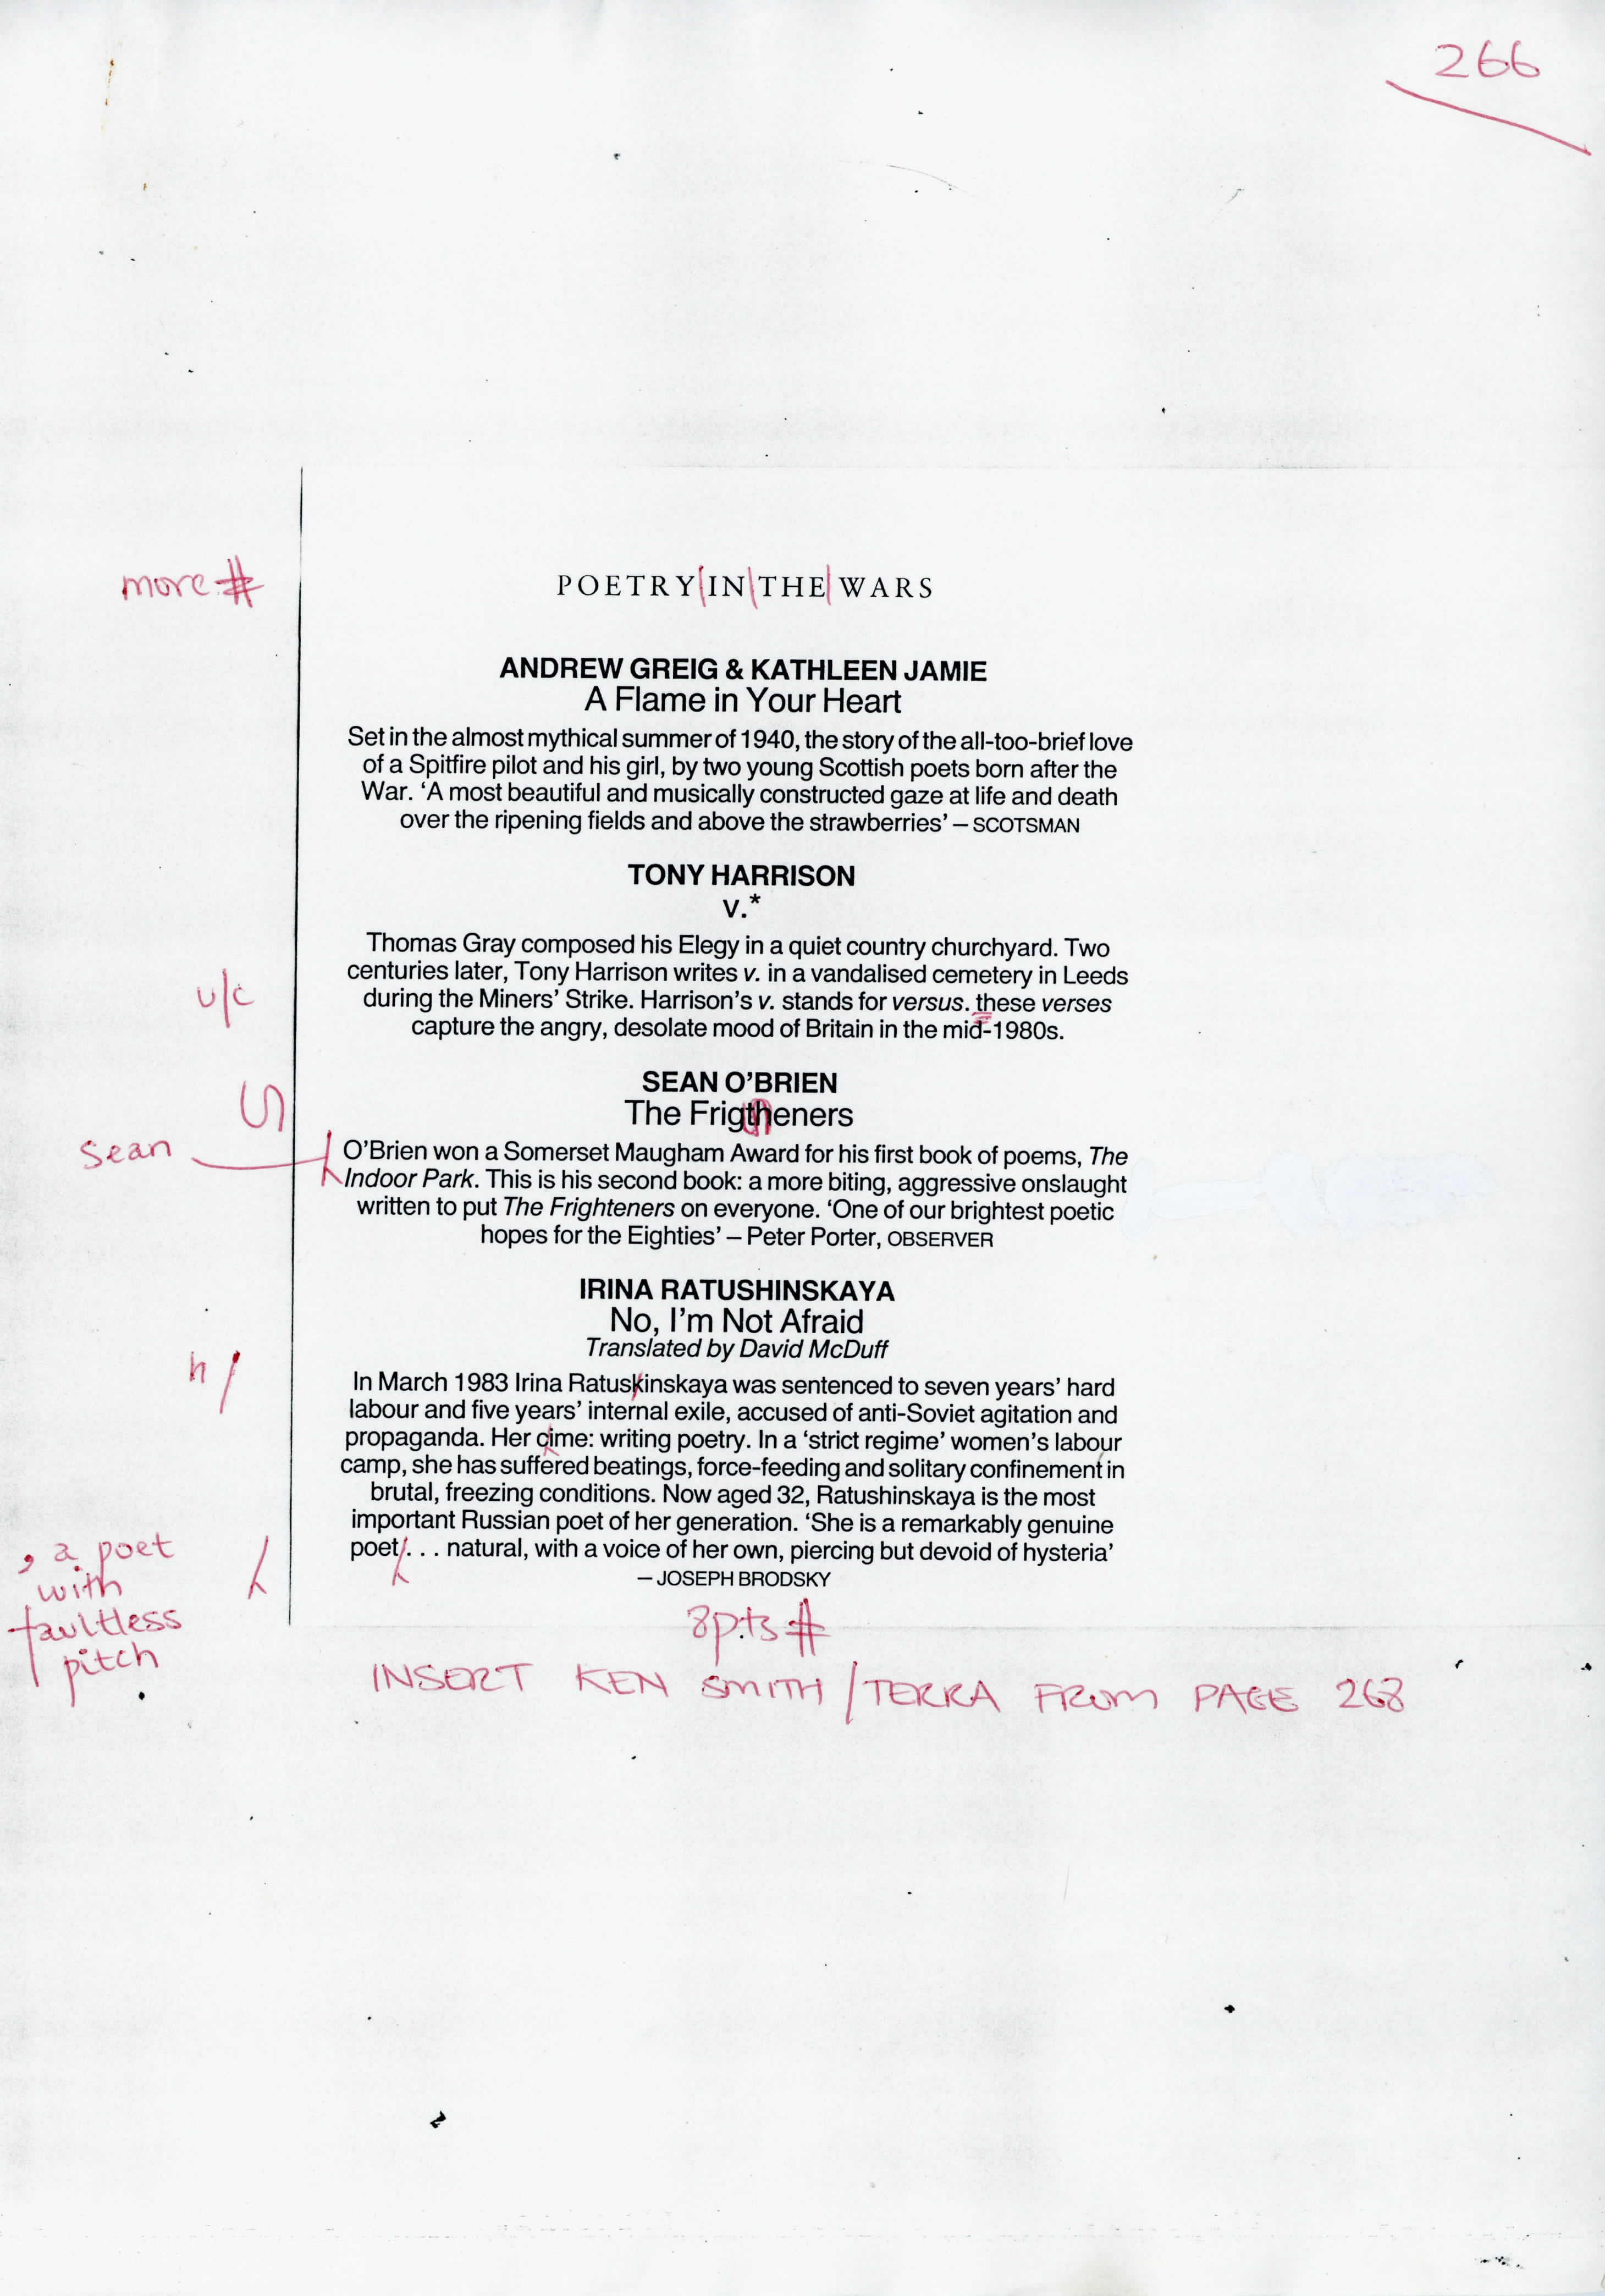 266
more #
POETRY IN THE WARS
ANDREW GREIG & KATHLEEN JAMIE
A Flame in Your Heart
Set in the almost mythical summer of 1940, the story of the all-too-brief love
of a Spitfire pilot and his girl, by two young Scottish poets born after the
War. ‘A most beautiful and musically constructed gaze at life and death
over the ripening fields and above the strawberries’ – SCOTSMAN
TONY HARRISON
v.*
Thomas Gray composed his Elegy in a quiet country churchyard. Two
centuries later, Tony Harrison writes v. in a vandalised cemetery in Leeds
u/c
during the Miners’ Strike. Harrison’s v. stands for versus. these verses
capture the angry, desolate mood of Britain in the mid-1980s.
SEAN O’BRIEN
The Frigtheners
Sean
O’Brien won a Somerset Maugham Award for his first book of poems, The
Indoor Park. This is his second book: a more biting, aggressive onslaught
written to put The Frighteners on everyone. ‘One of our brightest poetic
hopes for the Eighties’ – Peter Porter, OBSERVER
IRINA RATUSHINSKAYA
No, I’m Not Afraid
Translated by David McDuff
h /
In March 1983 Irina Ratuskinskaya was sentenced to seven years’ hard
labour and five years’ internal exile, accused of anti-Soviet agitation and
propaganda. Her cime: writing poetry. In a ‘strict regime’ women’s labour
camp, she has suffered beatings, force-feeding and solitary confinement in
brutal, freezing conditions. Now aged 32, Ratushinskaya is the most
important Russian poet of her generation. ‘She is a remarkably genuine
poet . . . natural, with a voice of her own, piercing but devoid of hysteria’
– JOSEPH BRODSKY
, a poet
with
faultless
pitch
8pts #
INSERT KEN SMITH / TERRA FROM PAGE 268